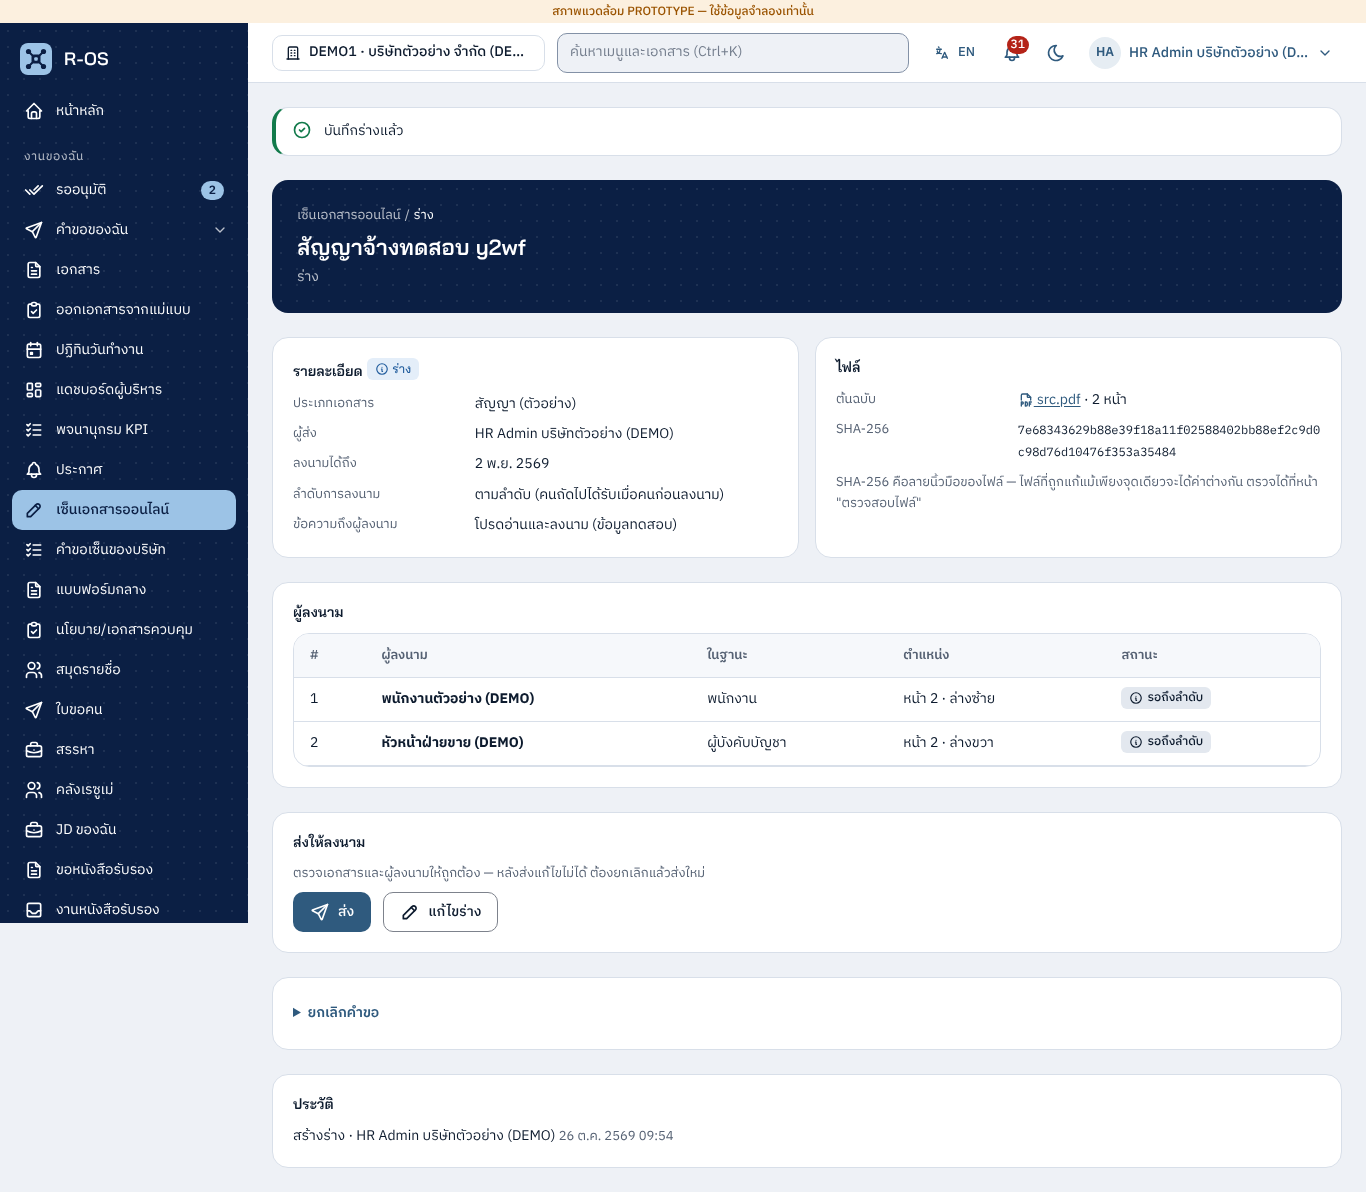 สภาพแวดล้อม PROTOTYPE — ใช้ข้อมูลจำลองเท่านั้น
R-OS
DEMO1 · บริษัทตัวอย่าง จำกัด (DE...
ค้นหาเมนูและเอกสาร (Ctrl+K)
EN
31
HA
HR Admin บริษัทตัวอย่าง (D...
หน้าหลัก
งานของฉัน
รออนุมัติ
2
คำขอของฉัน
เอกสาร
ออกเอกสารจากแม่แบบ
ปฏิทินวันทำงาน
แดชบอร์ดผู้บริหาร
พจนานุกรม KPI
ประกาศ
เซ็นเอกสารออนไลน์
คำขอเซ็นของบริษัท
แบบฟอร์มกลาง
นโยบาย/เอกสารควบคุม
สมุดรายชื่อ
ใบขอคน
สรรหา
คลังเรซูเม่
JD ของฉัน
ขอหนังสือรับรอง
งานหนังสือรับรอง
บันทึกร่างแล้ว
เซ็นเอกสารออนไลน์ / ร่าง
สัญญาจ้างทดสอบ y2wf
ร่าง
รายละเอียด
ร่าง
ประเภทเอกสาร สัญญา (ตัวอย่าง)
ผู้ส่ง HR Admin บริษัทตัวอย่าง (DEMO)
ลงนามได้ถึง 2 พ.ย. 2569
ลำดับการลงนาม ตามลำดับ (คนถัดไปได้รับเมื่อคนก่อนลงนาม)
ข้อความถึงผู้ลงนาม โปรดอ่านและลงนาม (ข้อมูลทดสอบ)
ไฟล์
ต้นฉบับ src.pdf · 2 หน้า
SHA-256 7e68343629b88e39f18a11f02588402bb88ef2c9d0
c98d76d10476f353a35484
SHA-256 คือลายนิ้วมือของไฟล์ — ไฟล์ที่ถูกแก้แม้เพียงจุดเดียวจะได้ค่าต่างกัน ตรวจได้ที่หน้า
"ตรวจสอบไฟล์"
ผู้ลงนาม
# ผู้ลงนาม ในฐานะ ตำแหน่ง สถานะ
1 พนักงานตัวอย่าง (DEMO) พนักงาน หน้า 2 · ล่างซ้าย รอถึงลำดับ
2 หัวหน้าฝ่ายขาย (DEMO) ผู้บังคับบัญชา หน้า 2 · ล่างขวา รอถึงลำดับ
ส่งให้ลงนาม
ตรวจเอกสารและผู้ลงนามให้ถูกต้อง — หลังส่งแก้ไขไม่ได้ ต้องยกเลิกแล้วส่งใหม่
ส่ง
แก้ไขร่าง
ยกเลิกคำขอ
ประวัติ
สร้างร่าง · HR Admin บริษัทตัวอย่าง (DEMO) 26 ต.ค. 2569 09:54